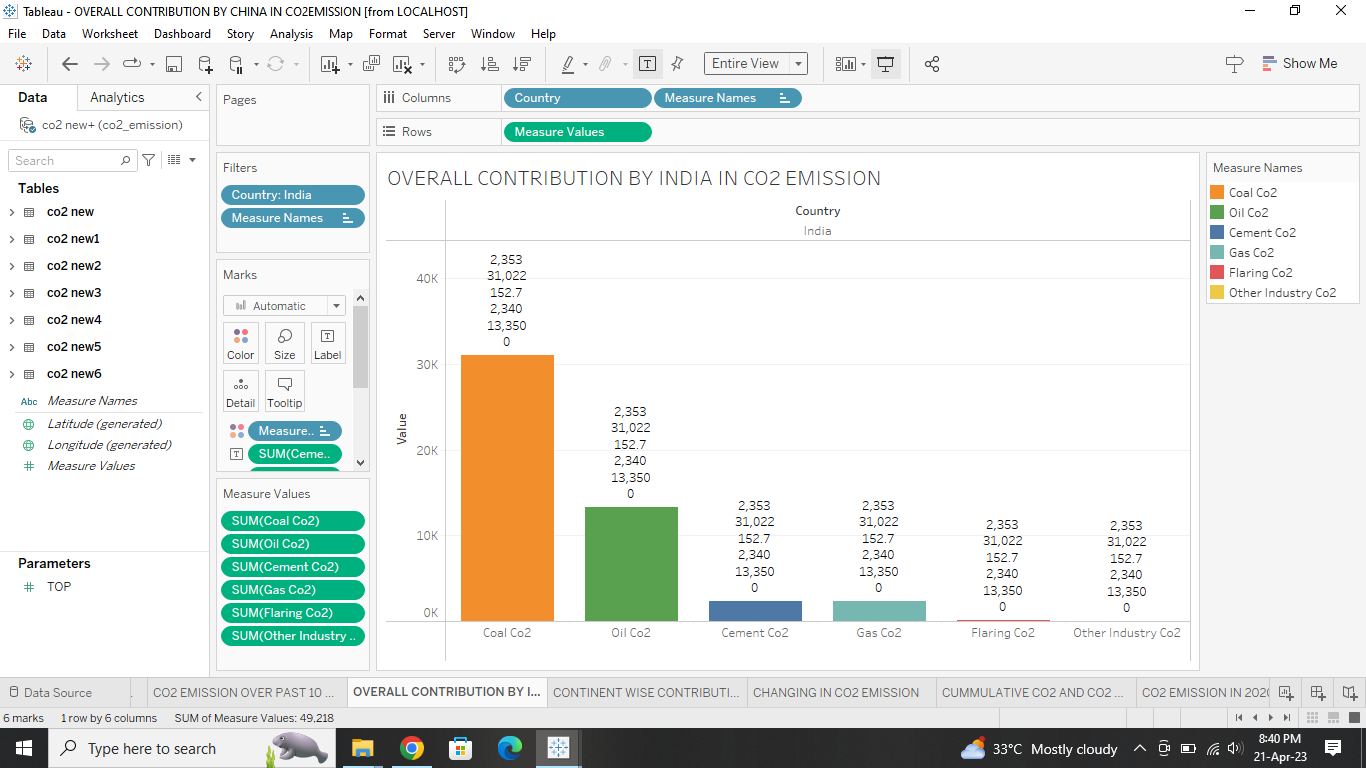 Tableau - OVERALL CONTRIBUTION BY CHINA IN CO2EMISSION [from LOCALHOST]
File Data Worksheet Dashboard Story Analysis Map Format Server Window Help
Entire View
Show Me
Data Analytics
co2 new+ (co2_emission)
Search
Tables
co2 new
co2 new1
co2 new2
co2 new3
co2 new4
co2 new5
co2 new6
Abc Measure Names
Latitude (generated)
Longitude (generated)
# Measure Values
Parameters
# TOP
Pages
Filters
Country: India
Measure Names
Marks
Automatic
Color Size Label
Detail Tooltip
Measure..
SUM(Ceme..
Measure Values
SUM(Coal Co2)
SUM(Oil Co2)
SUM(Cement Co2)
SUM(Gas Co2)
SUM(Flaring Co2)
SUM(Other Industry ..
Columns Country Measure Names
Rows Measure Values
OVERALL CONTRIBUTION BY INDIA IN CO2 EMISSION
Country
India
Value
40K
30K
20K
10K
0K
2,353
31,022
152.7
2,340
13,350
0
2,353
31,022
152.7
2,340
13,350
0
2,353
31,022
152.7
2,340
13,350
0
2,353
31,022
152.7
2,340
13,350
0
2,353
31,022
152.7
2,340
13,350
0
2,353
31,022
152.7
2,340
13,350
0
Coal Co2 Oil Co2 Cement Co2 Gas Co2 Flaring Co2 Other Industry Co2
Measure Names
Coal Co2
Oil Co2
Cement Co2
Gas Co2
Flaring Co2
Other Industry Co2
Data Source CO2 EMISSION OVER PAST 10 ... OVERALL CONTRIBUTION BY I... CONTINENT WISE CONTRIBUTI... CHANGING IN CO2 EMISSION CUMMULATIVE CO2 AND CO2 ... CO2 EMISSION IN 2020
6 marks 1 row by 6 columns SUM of Measure Values: 49,218
Type here to search
33°C Mostly cloudy
8:40 PM
21-Apr-23